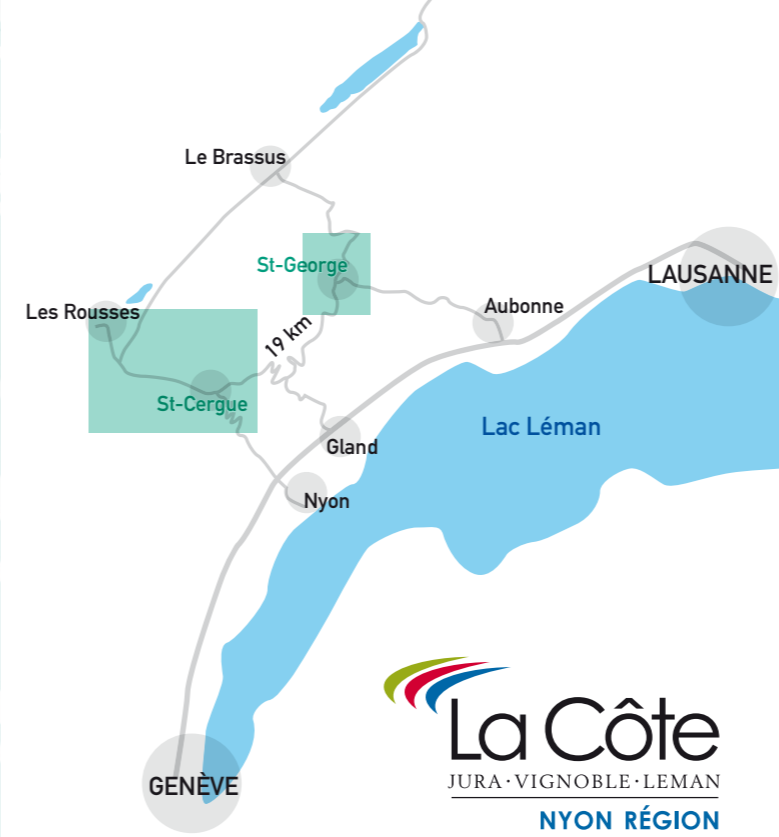 Le Brassus
St-George
LAUSANNE
Les Rousses
Aubonne
19 km
St-Cergue
Lac Léman
Gland
Nyon
GENÈVE
La Côte
JURA·VIGNOBLE·LEMAN
NYON RÉGION